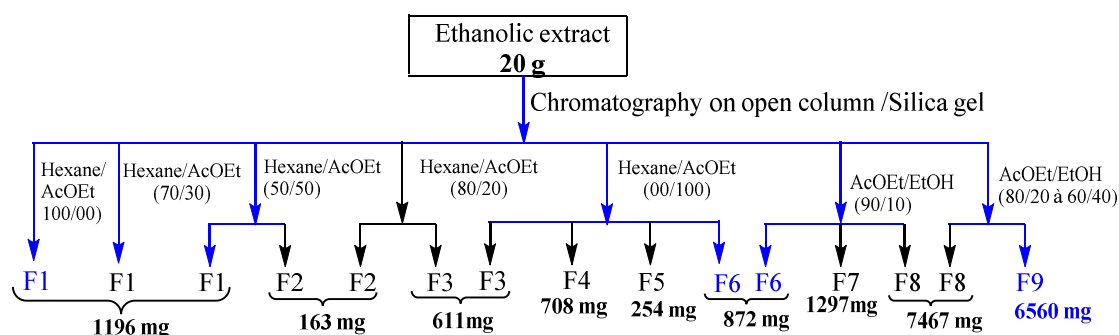 Ethanolic extract
20 g
Chromatography on open column /Silica gel
Hexane/
AcOEt
100/00)
Hexane/AcOEt
(70/30)
Hexane/AcOEt
(50/50)
Hexane/AcOEt
(80/20)
Hexane/AcOEt
(00/100)
AcOEt/EtOH
(90/10)
AcOEt/EtOH
(80/20 à 60/40)
F1 F1 F1 F2 F2 F3 F3 F4 F5 F6 F6 F7 F8 F8 F9
1196 mg 163 mg 611mg 708 mg 254 mg 872 mg 1297mg 7467 mg 6560 mg